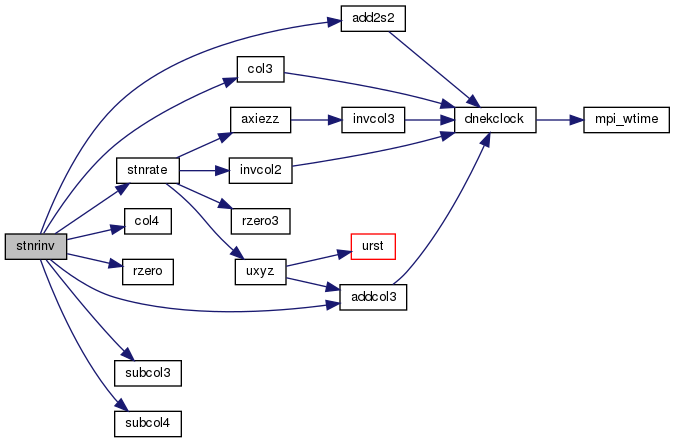 add2s2
col3
axiezz
invcol3
dnekclock
mpi_wtime
stnrate
invcol2
col4
rzero3
stnrinv
urst
rzero
uxyz
addcol3
subcol3
subcol4